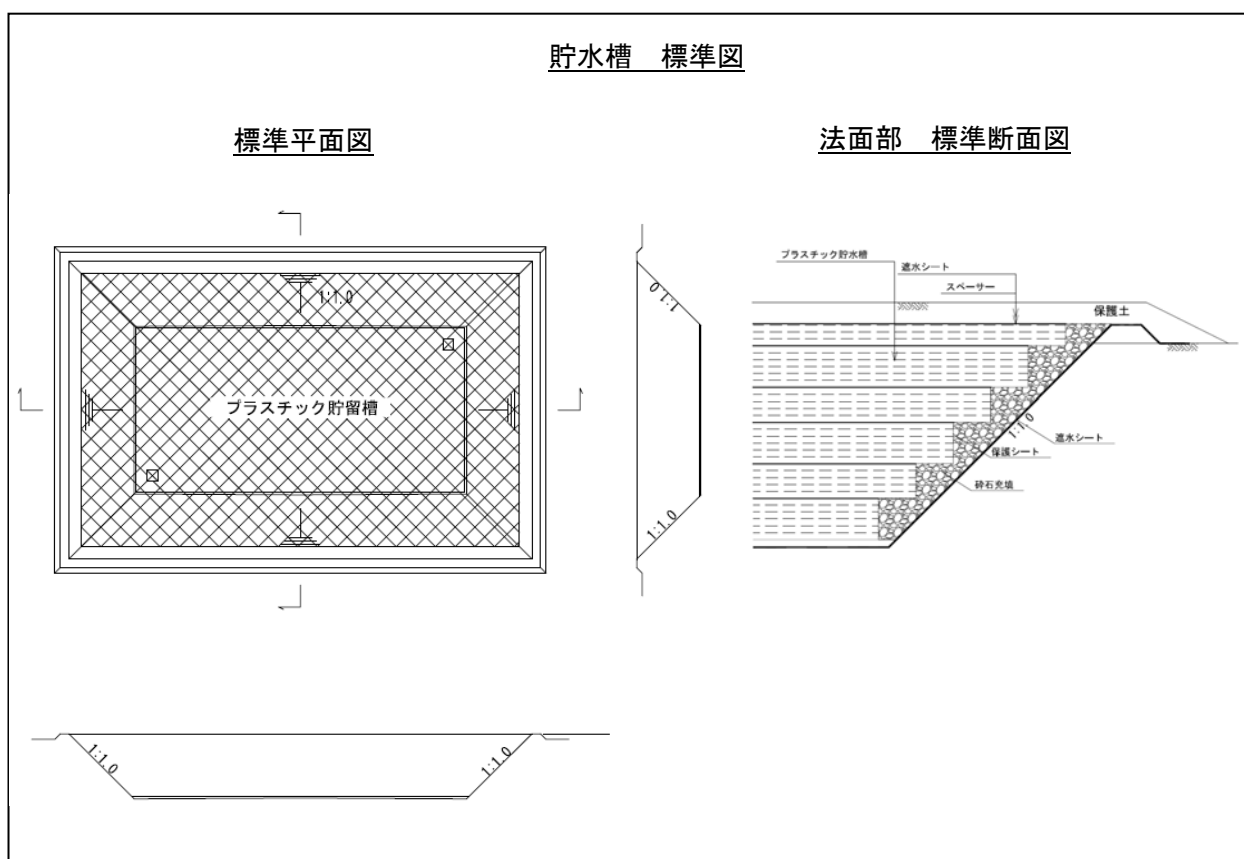 貯水槽　標準図
標準平面図
法面部　標準断面図
プラスチック貯水槽
遮水シート
スペーサー
保護土
1:1.0
1:1.0
プラスチック貯留槽
1:1.0
遮水シート
保護シート
砕石充填
1:1.0
1:1.0
1:1.0